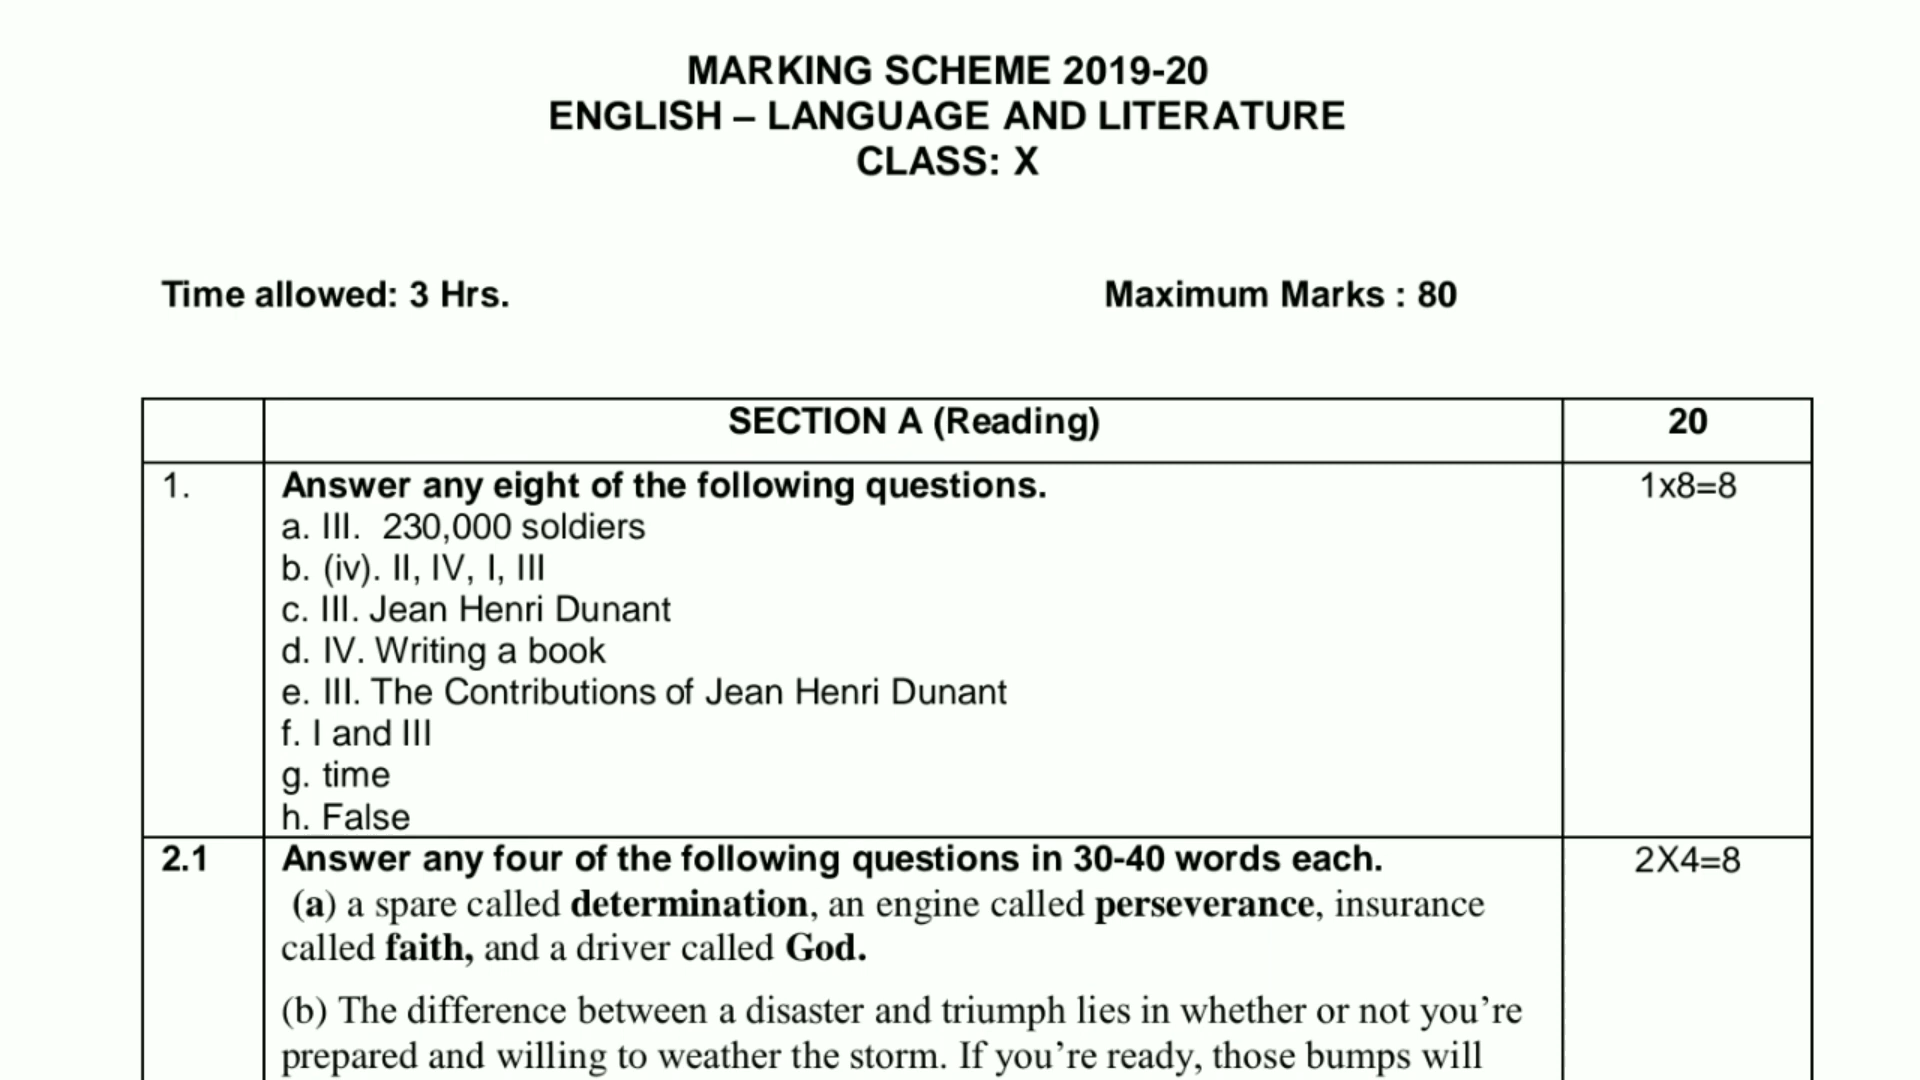 MARKING SCHEME 2019-20
ENGLISH – LANGUAGE AND LITERATURE
CLASS: X
Time allowed: 3 Hrs. Maximum Marks : 80
SECTION A (Reading) 20
1. Answer any eight of the following questions. 1x8=8
a. III. 230,000 soldiers
b. (iv). II, IV, I, III
c. III. Jean Henri Dunant
d. IV. Writing a book
e. III. The Contributions of Jean Henri Dunant
f. I and III
g. time
h. False
2.1 Answer any four of the following questions in 30-40 words each. 2X4=8
(a) a spare called determination, an engine called perseverance, insurance
called faith, and a driver called God.
(b) The difference between a disaster and triumph lies in whether or not you’re
prepared and willing to weather the storm. If you’re ready, those bumps will